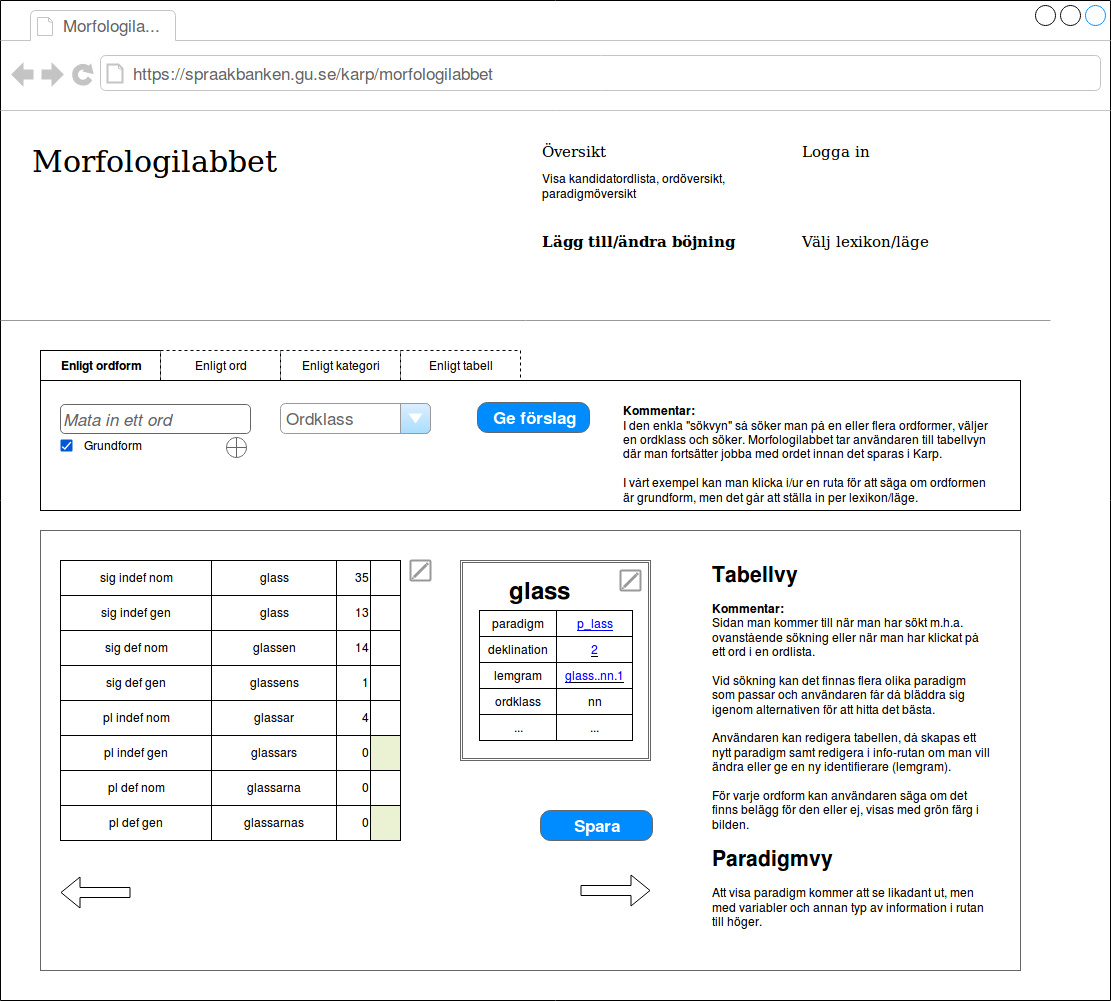 Morfologila...
https://spraakbanken.gu.se/karp/morfologilabbet
Morfologilabbet
Översikt
Logga in
Visa kandidatordlista, ordöversikt,
paradigmöversikt
Lägg till/ändra böjning
Välj lexikon/läge
Enligt ordform
Enligt ord
Enligt kategori
Enligt tabell
Mata in ett ord
Ordklass
Ge förslag
Grundform
Kommentar:
I den enkla "sökvyn" så söker man på en eller flera ordformer, väljer
en ordklass och söker. Morfologilabbet tar användaren till tabellvyn
där man fortsätter jobba med ordet innan det sparas i Karp.
I vårt exempel kan man klicka i/ur en ruta för att säga om ordformen
är grundform, men det går att ställa in per lexikon/läge.
sig indef nom glass 35
sig indef gen glass 13
sig def nom glassen 14
sig def gen glassens 1
pl indef nom glassar 4
pl indef gen glassars 0
pl def nom glassarna 0
pl def gen glassarnas 0
glass
paradigm p_lass
deklination 2
lemgram glass..nn.1
ordklass nn
... ...
Spara
Tabellvy
Kommentar:
Sidan man kommer till när man har sökt m.h.a.
ovanstående sökning eller när man har klickat på
ett ord i en ordlista.
Vid sökning kan det finnas flera olika paradigm
som passar och användaren får då bläddra sig
igenom alternativen för att hitta det bästa.
Användaren kan redigera tabellen, då skapas ett
nytt paradigm samt redigera i info-rutan om man vill
ändra eller ge en ny identifierare (lemgram).
För varje ordform kan användaren säga om det
finns belägg för den eller ej, visas med grön färg i
bilden.
Paradigmvy
Att visa paradigm kommer att se likadant ut, men
med variabler och annan typ av information i rutan
till höger.